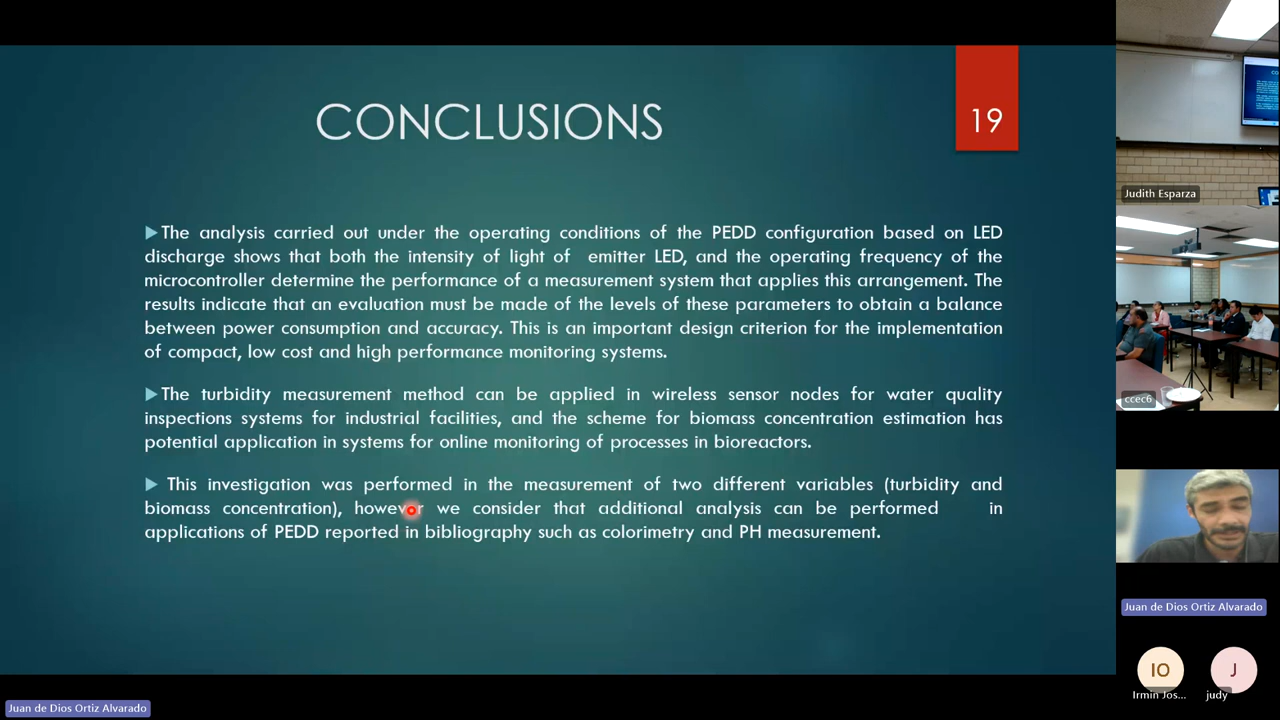 CONCLUSIONS
19
▶The analysis carried out under the operating conditions of the PEDD configuration based on LED
discharge shows that both the intensity of light of emitter LED, and the operating frequency of the
microcontroller determine the performance of a measurement system that applies this arrangement. The
results indicate that an evaluation must be made of the levels of these parameters to obtain a balance
between power consumption and accuracy. This is an important design criterion for the implementation
of compact, low cost and high performance monitoring systems.
▶The turbidity measurement method can be applied in wireless sensor nodes for water quality
inspections systems for industrial facilities, and the scheme for biomass concentration estimation has
potential application in systems for online monitoring of processes in bioreactors.
▶ This investigation was performed in the measurement of two different variables (turbidity and
biomass concentration), however we consider that additional analysis can be performed in
applications of PEDD reported in bibliography such as colorimetry and PH measurement.
Judith Esparza
ccec6
Juan de Dios Ortiz Alvarado
IO
J
Irmin Jos...
judy
Juan de Dios Ortiz Alvarado